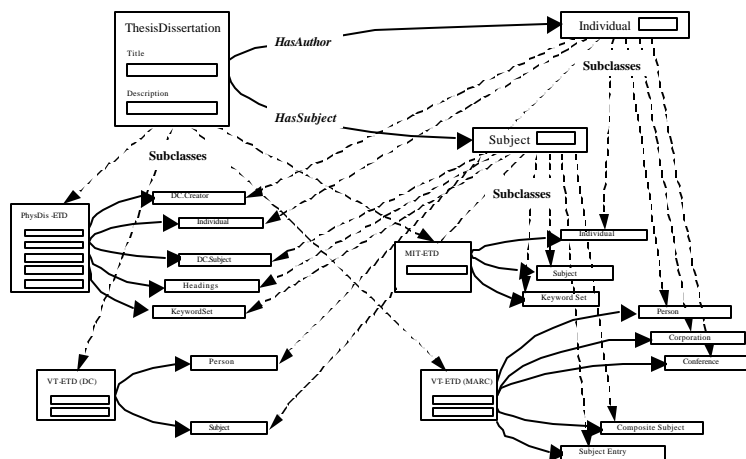 ThesisDissertation
Title
Description
HasAuthor
HasSubject
Individual
Subclasses
Subject
Subclasses
Subclasses
PhysDis -ETD
DC.Creator
Individual
DC.Subject
Headings
KeywordSet
MIT-ETD
Individual
Subject
Keyword Set
Person
Corporation
Conference
VT-ETD (DC)
Person
Subject
VT-ETD (MARC)
Composite Subject
Subject Entry